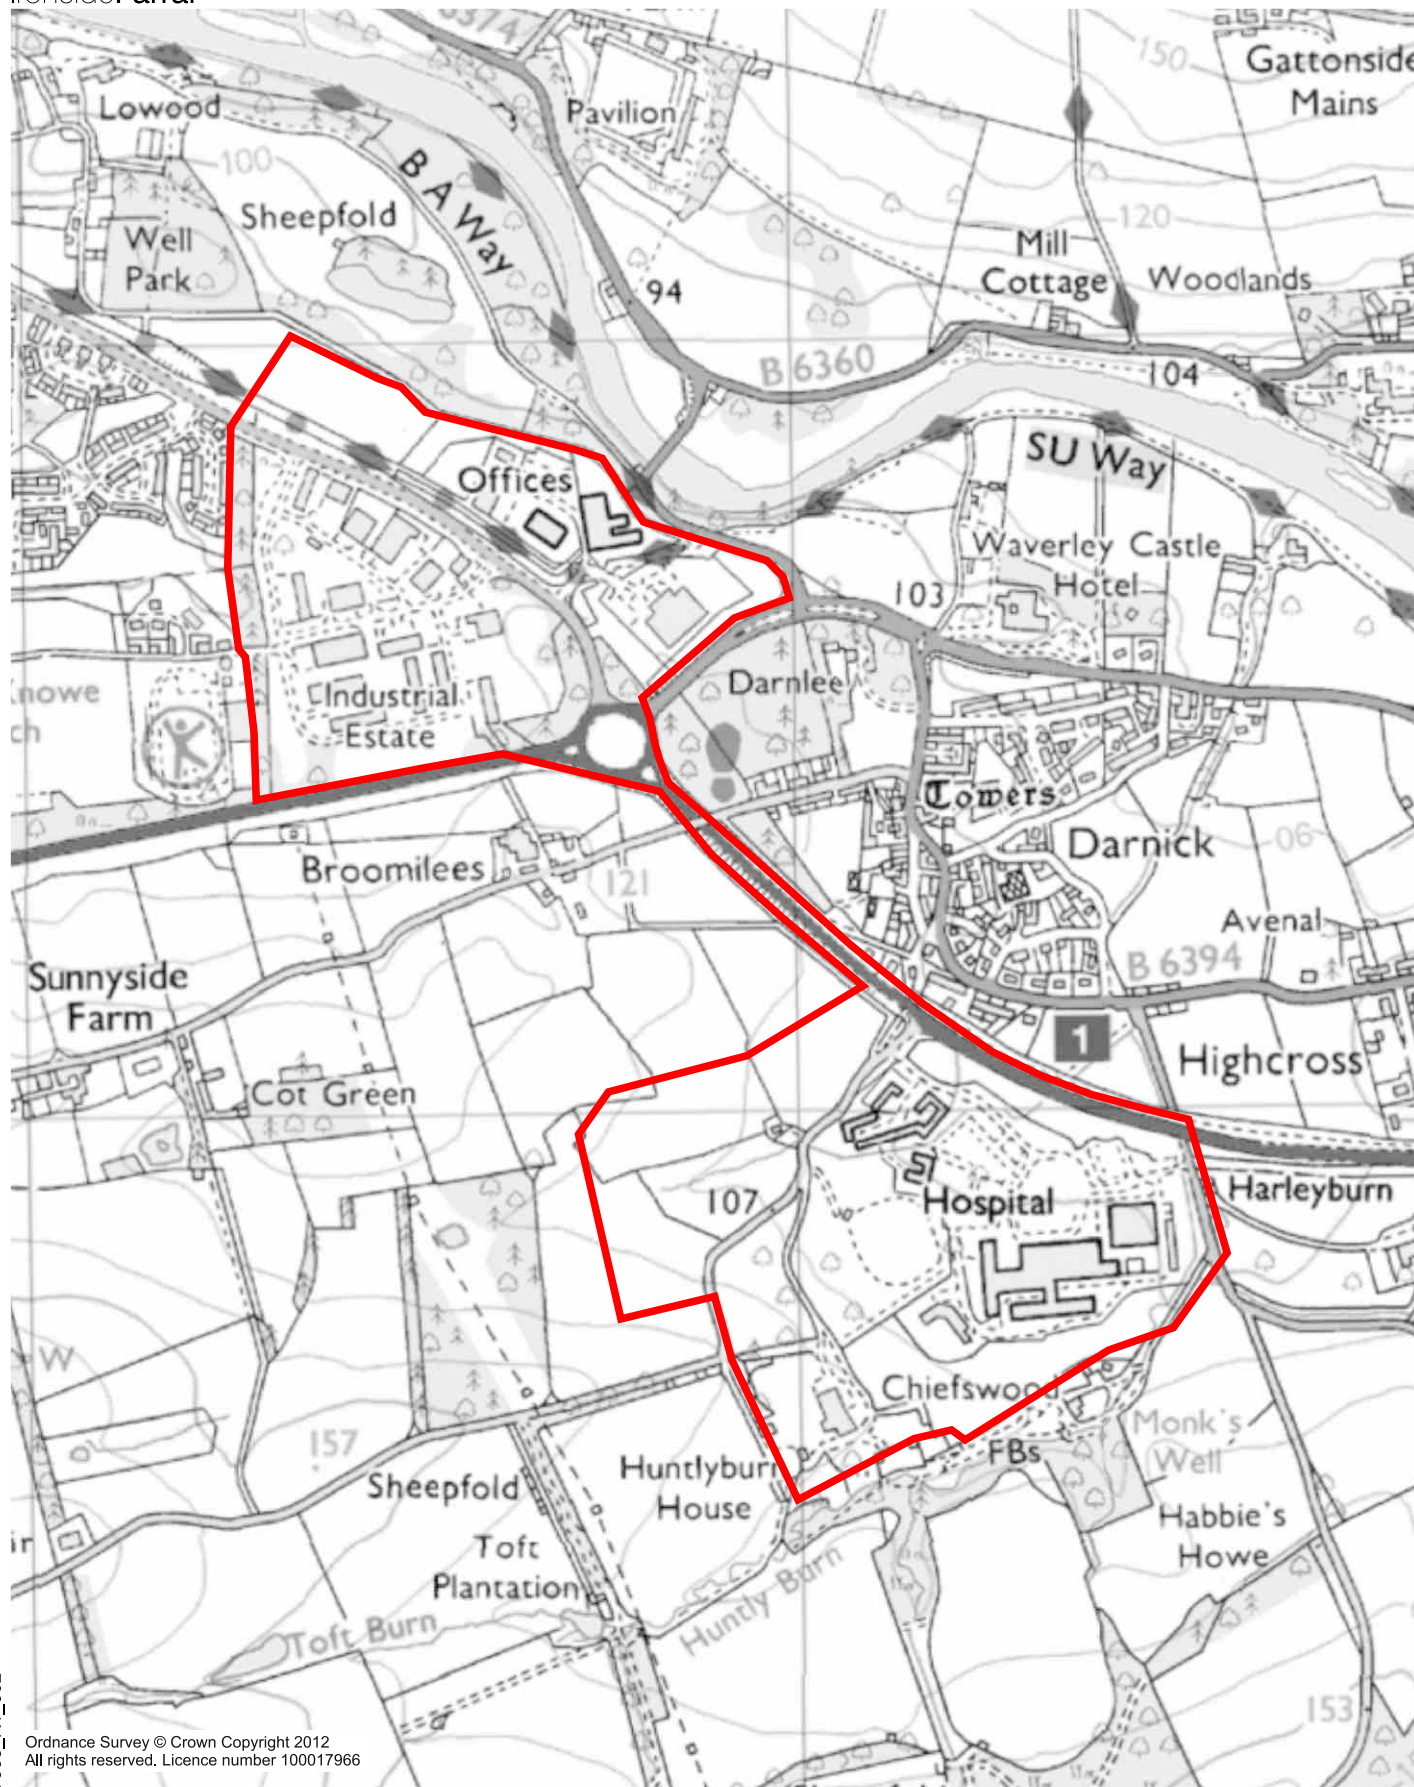 Lowood
Pavilion
Gattonside
Mains
150
100
B A Way
Sheepfold
Well
Park
120
Mill
Cottage
Woodlands
94
B 6360
104
SU Way
Offices
Waverley Castle
Hotel
103
Darnlee
Industrial
Estate
Towers
Darnick
06
Broomilees
121
Avenal
B 6394
Sunnyside
Farm
1
Highcross
Cot Green
Harleyburn
107
Hospital
W
Chiefswood
Monk's
Well
157
FBs
Sheepfold
Huntlyburn
House
Habbie's
Howe
Toft
Plantation
Huntly Burn
Toft Burn
153
Ordnance Survey © Crown Copyright 2012
All rights reserved. Licence number 100017966